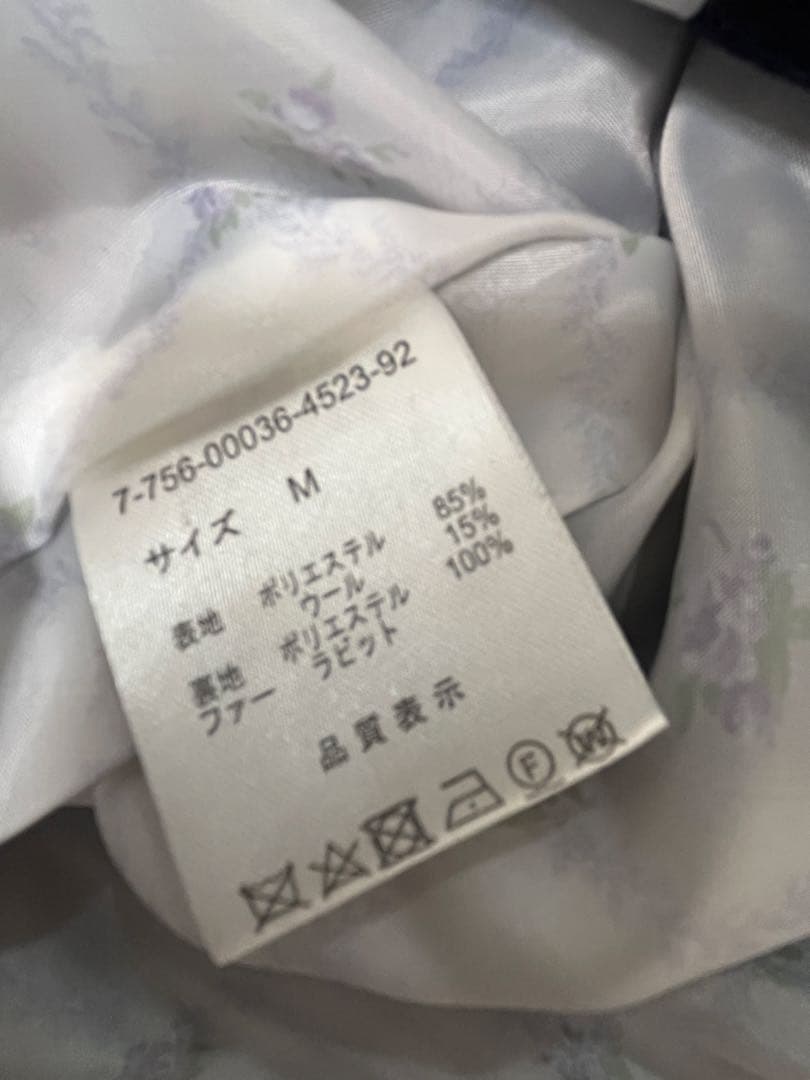 7-756-00036-4523-92
サイズ M
表地 ポリエステル 85%
ウール 15%
裏地 ポリエステル 100%
ファー ラビット
品質表示
F
W